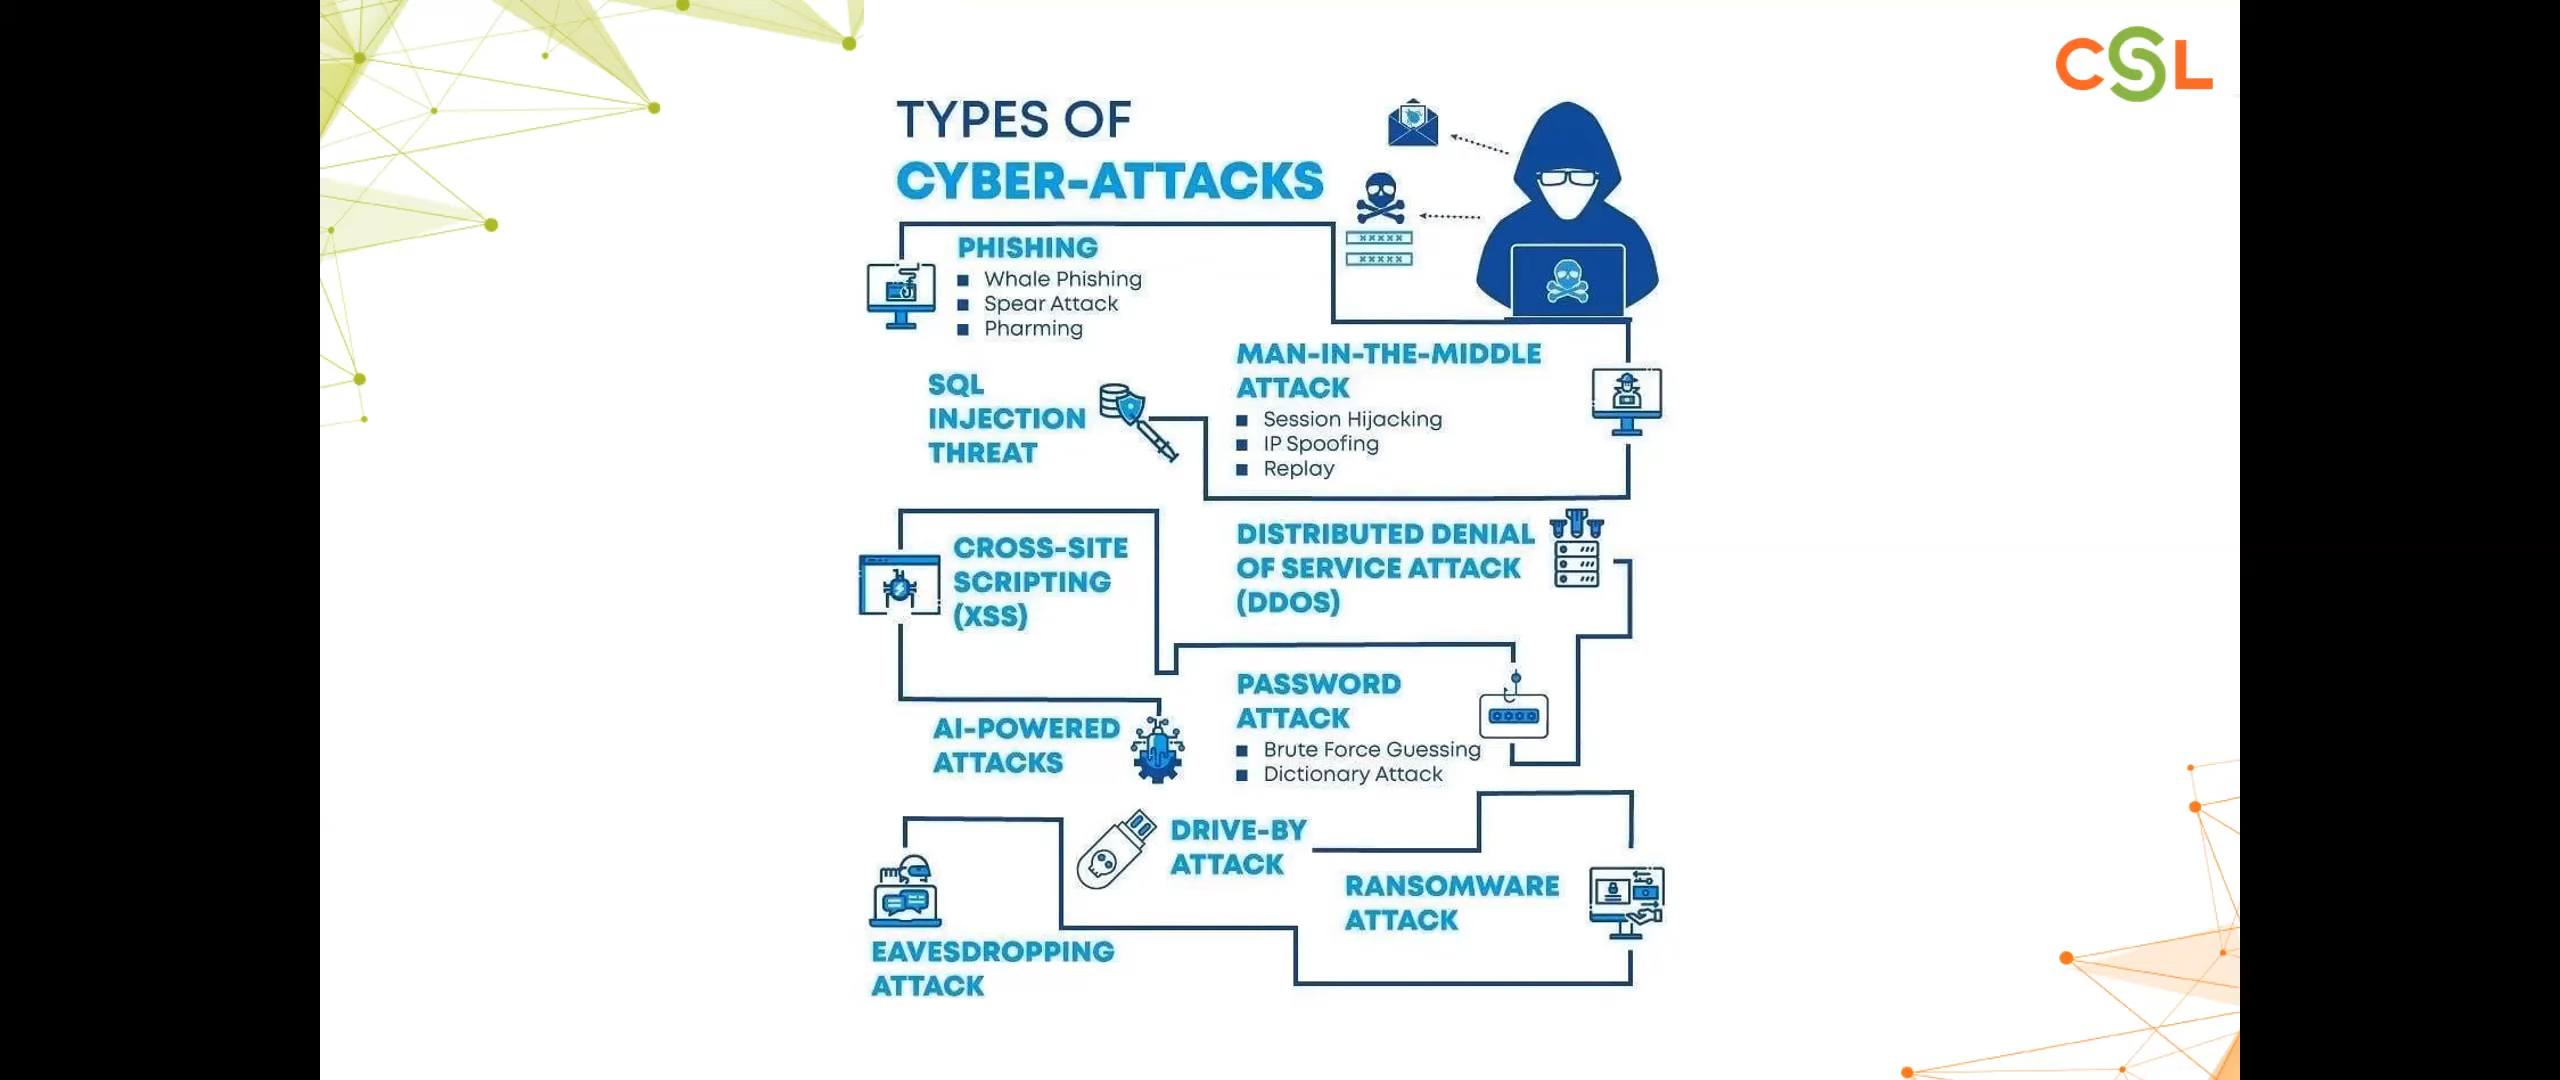 CSL
TYPES OF
CYBER-ATTACKS
xxxxx
xxxxx
PHISHING
Whale Phishing
Spear Attack
Pharming
MAN-IN-THE-MIDDLE
ATTACK
Session Hijacking
IP Spoofing
Replay
SQL
INJECTION
THREAT
CROSS-SITE
SCRIPTING
(XSS)
DISTRIBUTED DENIAL
OF SERVICE ATTACK
(DDOS)
PASSWORD
ATTACK
Brute Force Guessing
Dictionary Attack
AI-POWERED
ATTACKS
DRIVE-BY
ATTACK
RANSOMWARE
ATTACK
EAVESDROPPING
ATTACK